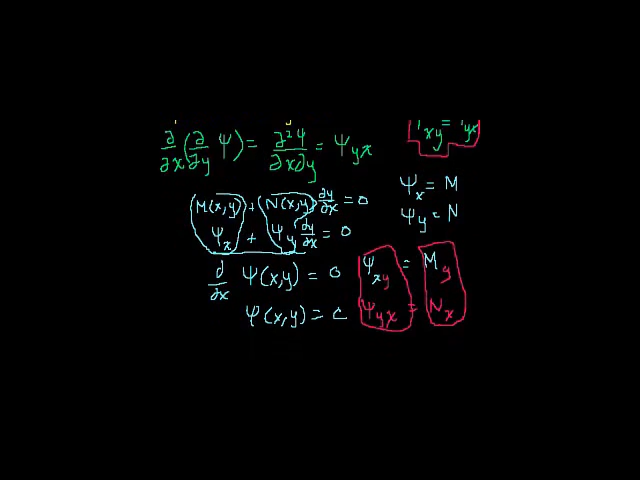 ψxy = ψyx
∂/∂x (∂/∂y ψ) = ∂²ψ/∂x∂y = ψyx
M(x,y) + N(x,y) dy/dx = 0
ψx + ψy dy/dx = 0
d/dx ψ(x,y) = 0
ψ(x,y) = c
ψx = M
ψy = N
ψxy = My
ψyx = Nx